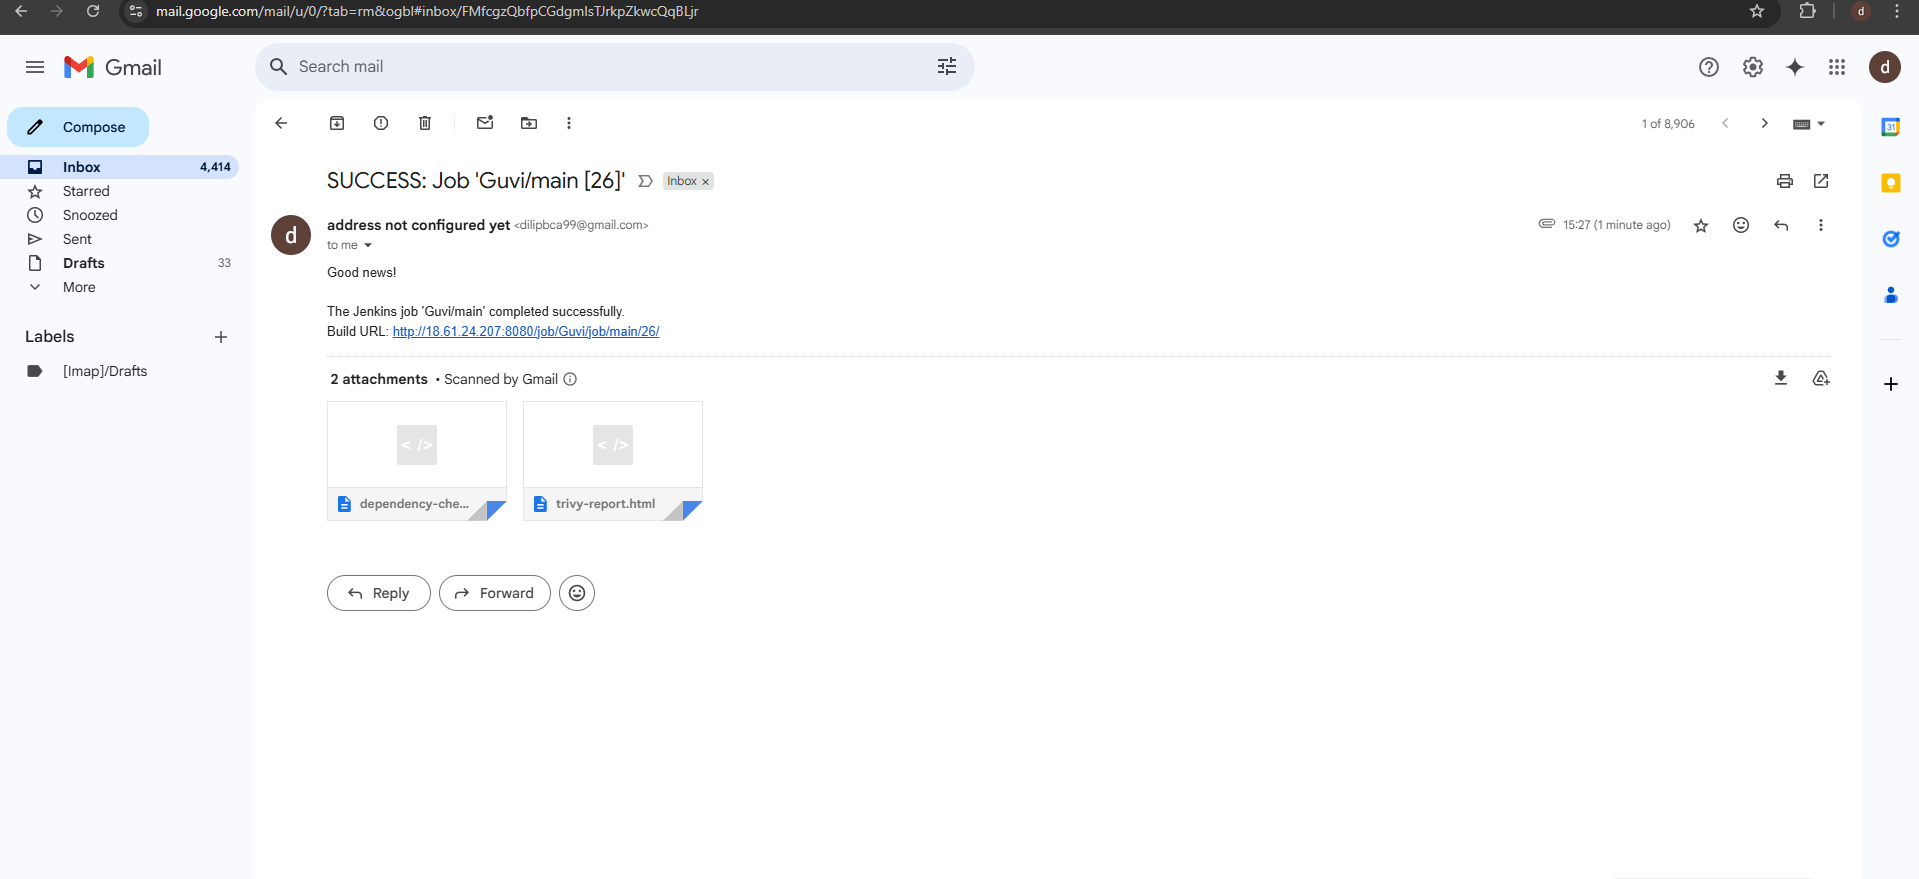 mail.google.com/mail/u/0/?tab=rm&ogbl#inbox/FMfcgzQbfpCGdgmlsTJrkpZkwcQqBLjr
d
Gmail
Search mail
d
Compose
1 of 8,906
31
Inbox 4,414
Starred
Snoozed
Sent
Drafts 33
More
Labels
[Imap]/Drafts
SUCCESS: Job 'Guvi/main [26]' Inbox x
d
address not configured yet <dilipbca99@gmail.com> 15:27 (1 minute ago)
to me
Good news!
The Jenkins job 'Guvi/main' completed successfully.
Build URL: http://18.61.24.207:8080/job/Guvi/job/main/26/
2 attachments • Scanned by Gmail
< />
< />
dependency-che...
trivy-report.html
Reply
Forward